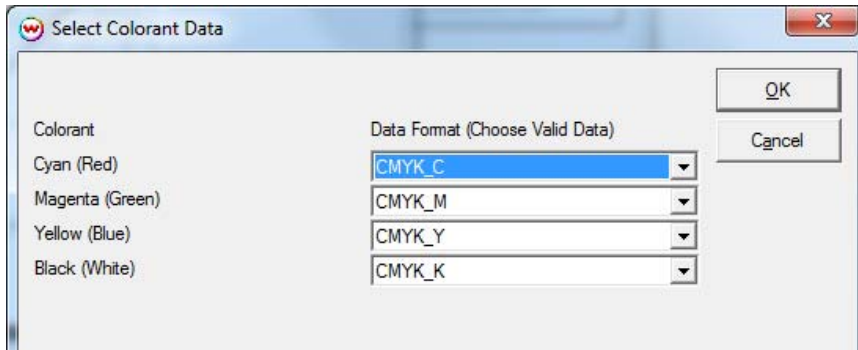 Select Colorant Data
OK
Colorant Data Format (Choose Valid Data)
Cancel
Cyan (Red) CMYK_C
Magenta (Green) CMYK_M
Yellow (Blue) CMYK_Y
Black (White) CMYK_K